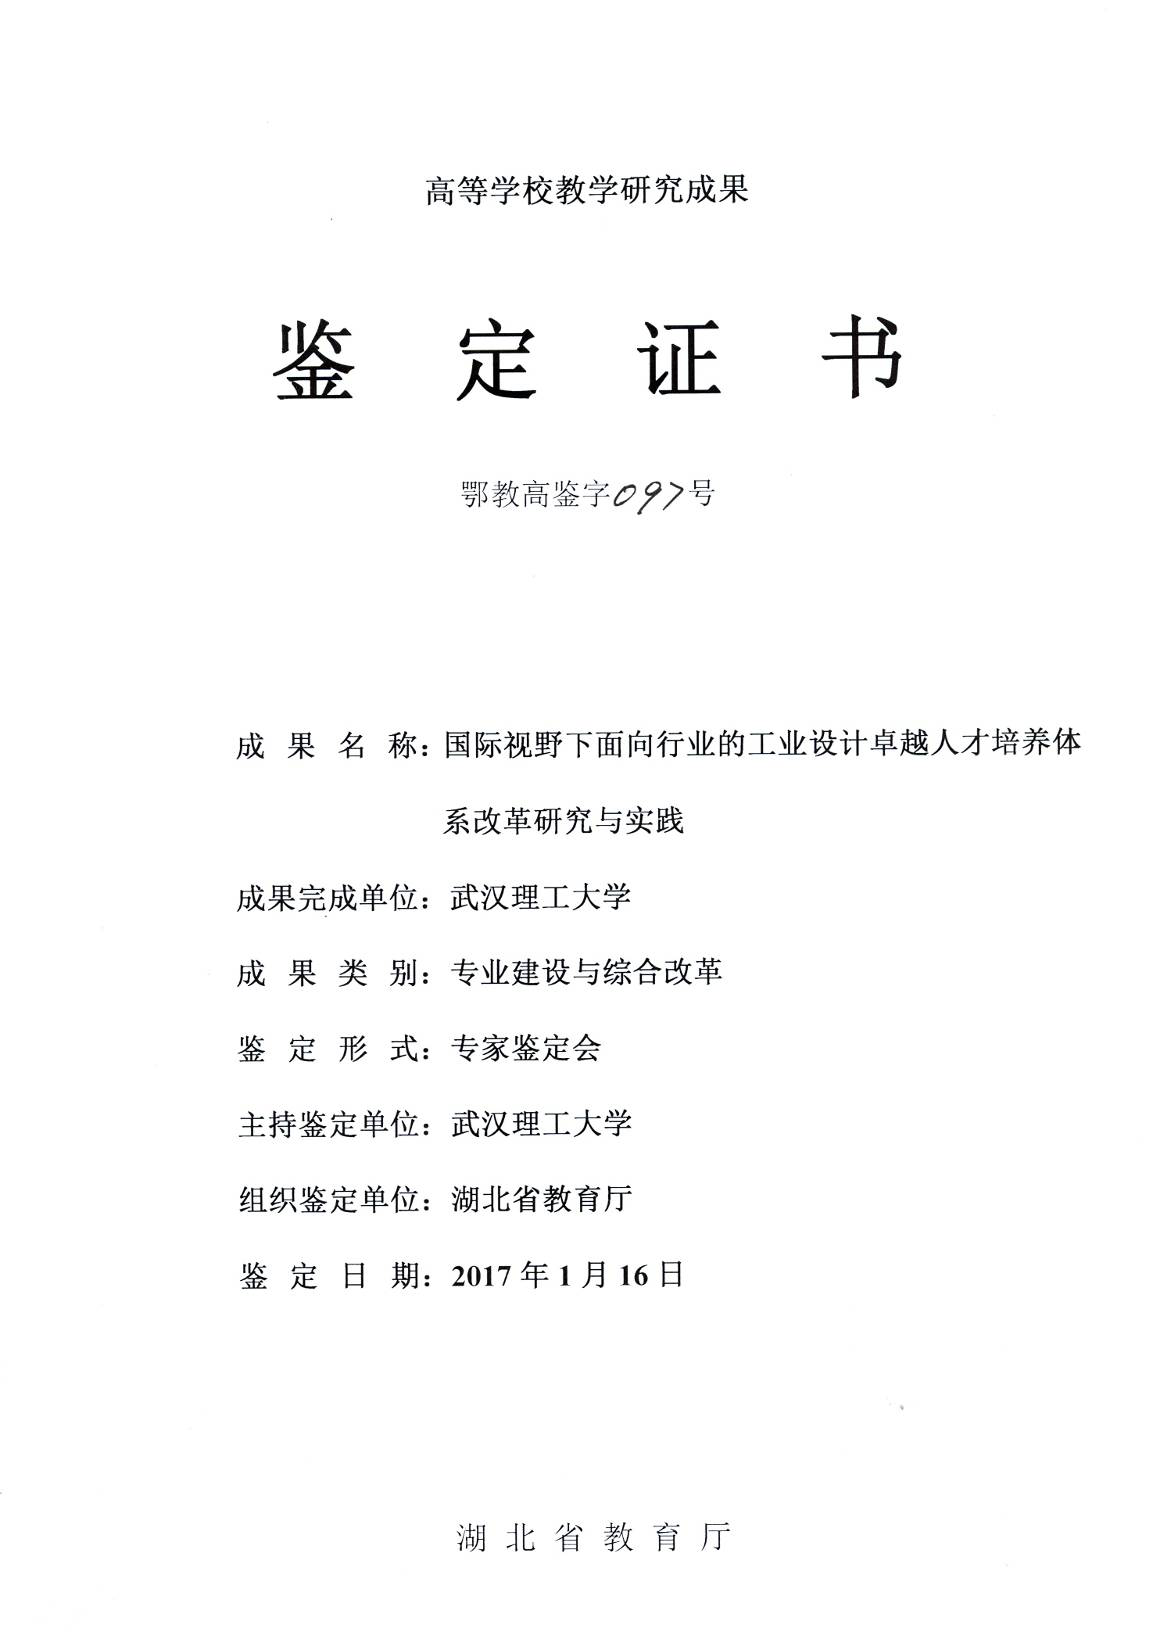 高等学校教学研究成果
鉴 定 证 书
鄂教高鉴字097号
成 果 名 称：国际视野下面向行业的工业设计卓越人才培养体
系改革研究与实践
成果完成单位：武汉理工大学
成 果 类 别：专业建设与综合改革
鉴 定 形 式：专家鉴定会
主持鉴定单位：武汉理工大学
组织鉴定单位：湖北省教育厅
鉴 定 日 期：2017年1月16日
湖北省教育厅